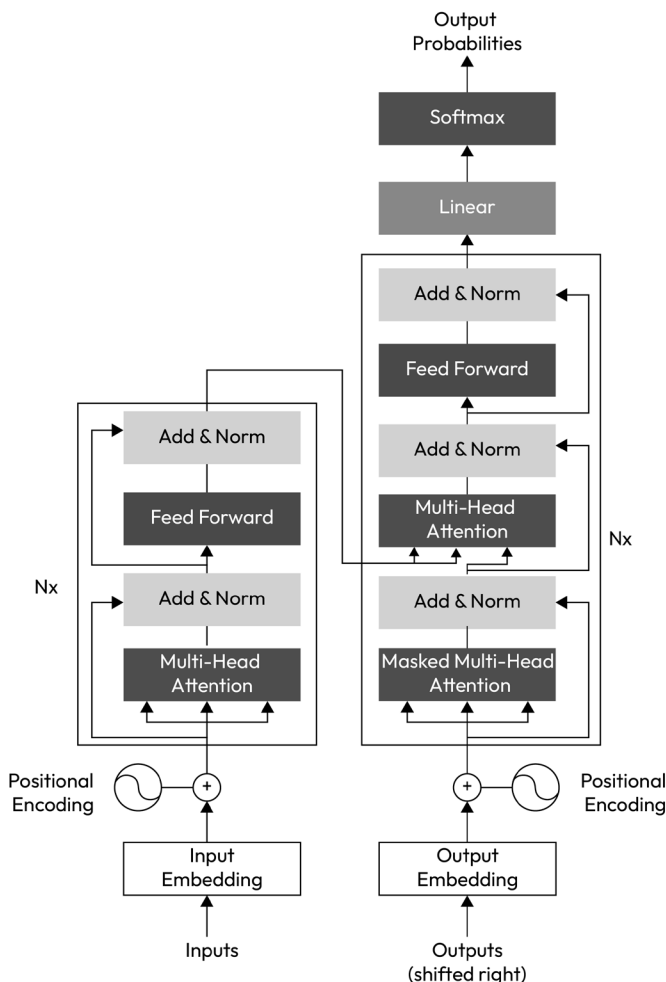 Output
Probabilities
Softmax
Linear
Add & Norm
Feed Forward
Add & Norm
Multi-Head
Attention
Nx
Add & Norm
Masked Multi-Head
Attention
Add & Norm
Feed Forward
Nx
Add & Norm
Multi-Head
Attention
Positional
Encoding
+
+
Positional
Encoding
Input
Embedding
Output
Embedding
Inputs
Outputs
(shifted right)